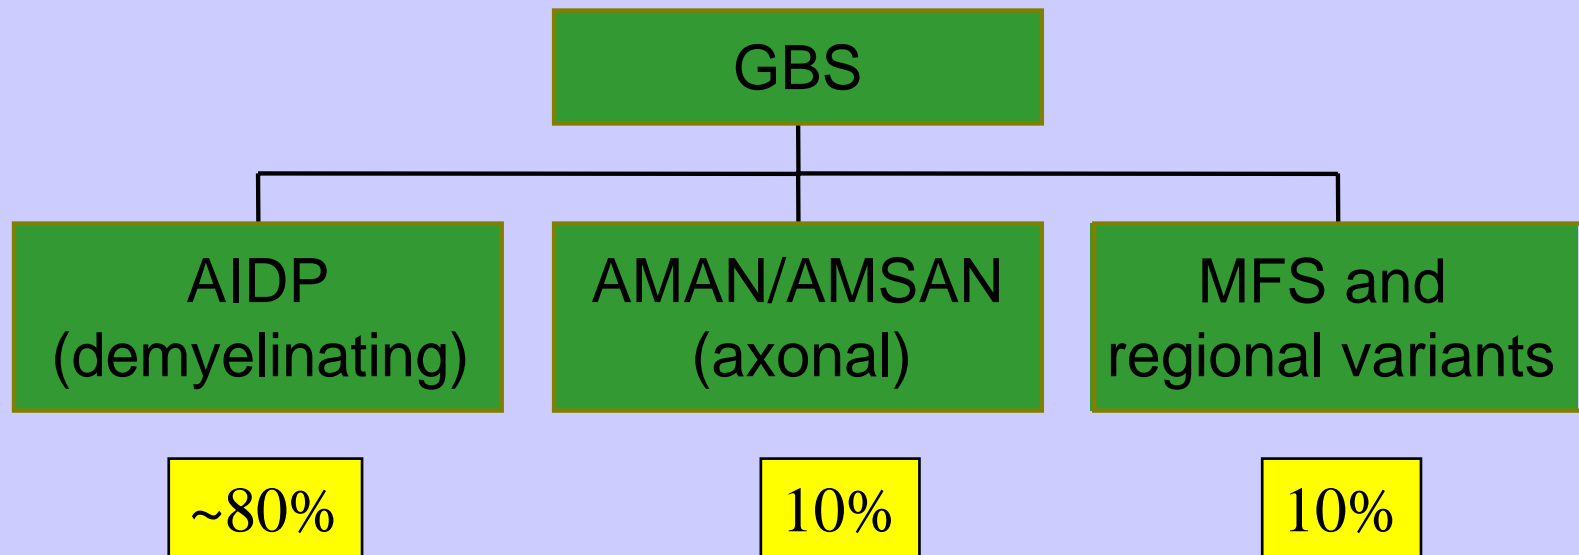 GBS
AIDP
(demyelinating)
AMAN/AMSAN
(axonal)
MFS and
regional variants
~80%
10%
10%